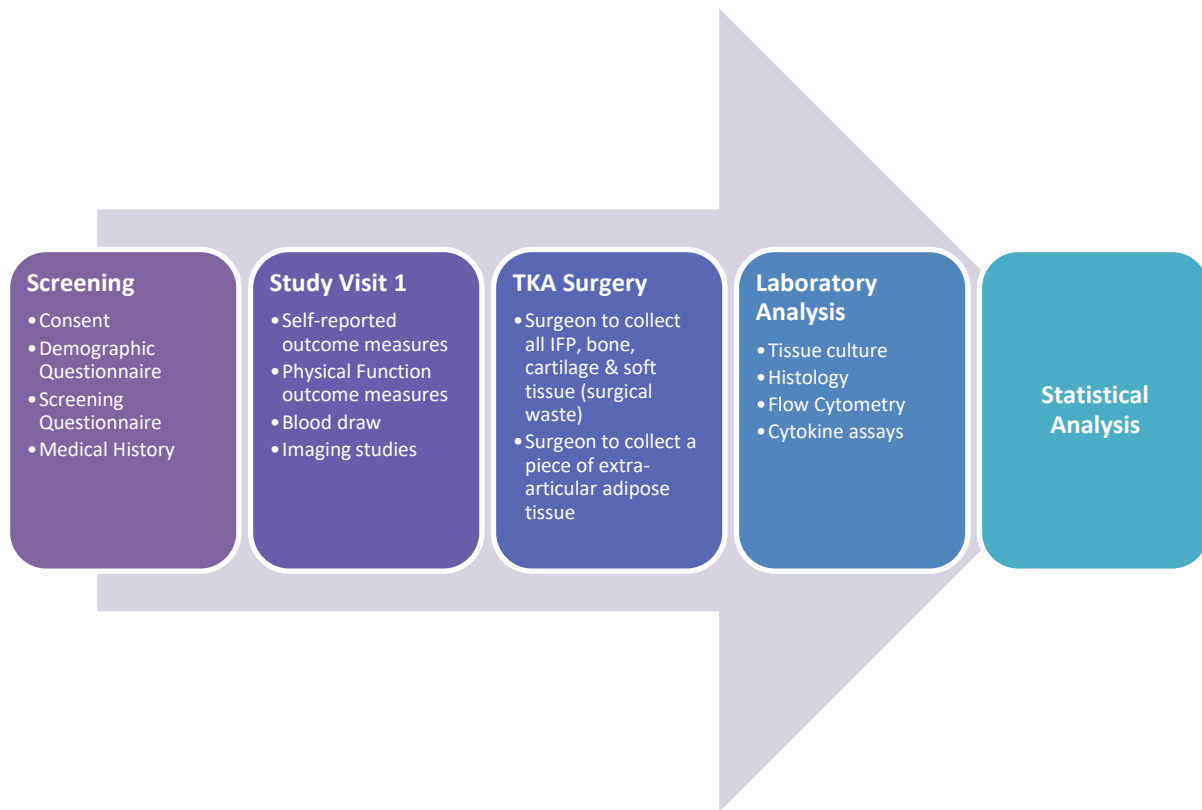 Screening
•Consent
•Demographic
Questionnaire
•Screening
Questionnaire
•Medical History
Study Visit 1
•Self-reported
outcome measures
•Physical Function
outcome measures
•Blood draw
•Imaging studies
TKA Surgery
•Surgeon to collect
all IFP, bone,
cartilage & soft
tissue (surgical
waste)
•Surgeon to collect a
piece of extra-
articular adipose
tissue
Laboratory
Analysis
•Tissue culture
•Histology
•Flow Cytometry
•Cytokine assays
Statistical
Analysis